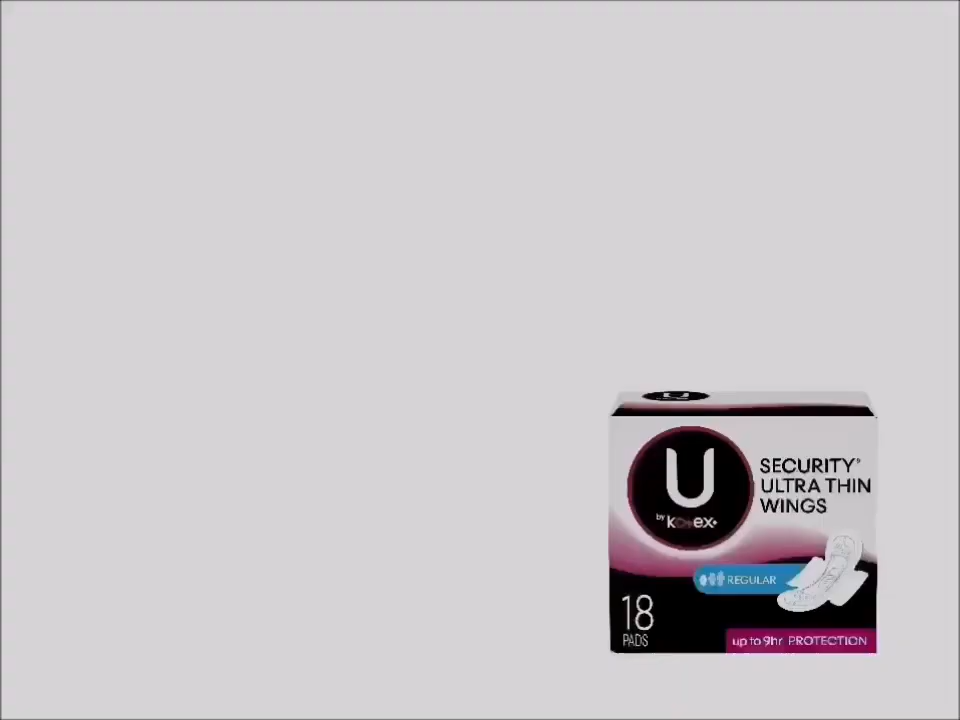 U
U
by kotex
SECURITY®
ULTRA THIN
WINGS
REGULAR
18
PADS
up to 9hr PROTECTION